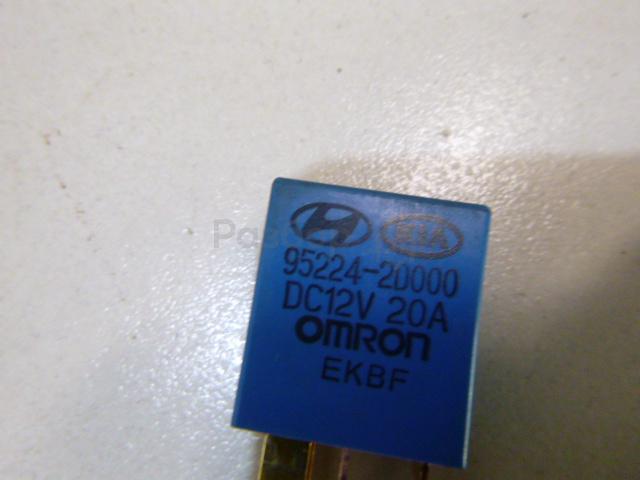 KIA
95224-2D000
DC12V 20A
OMRON
EKBF